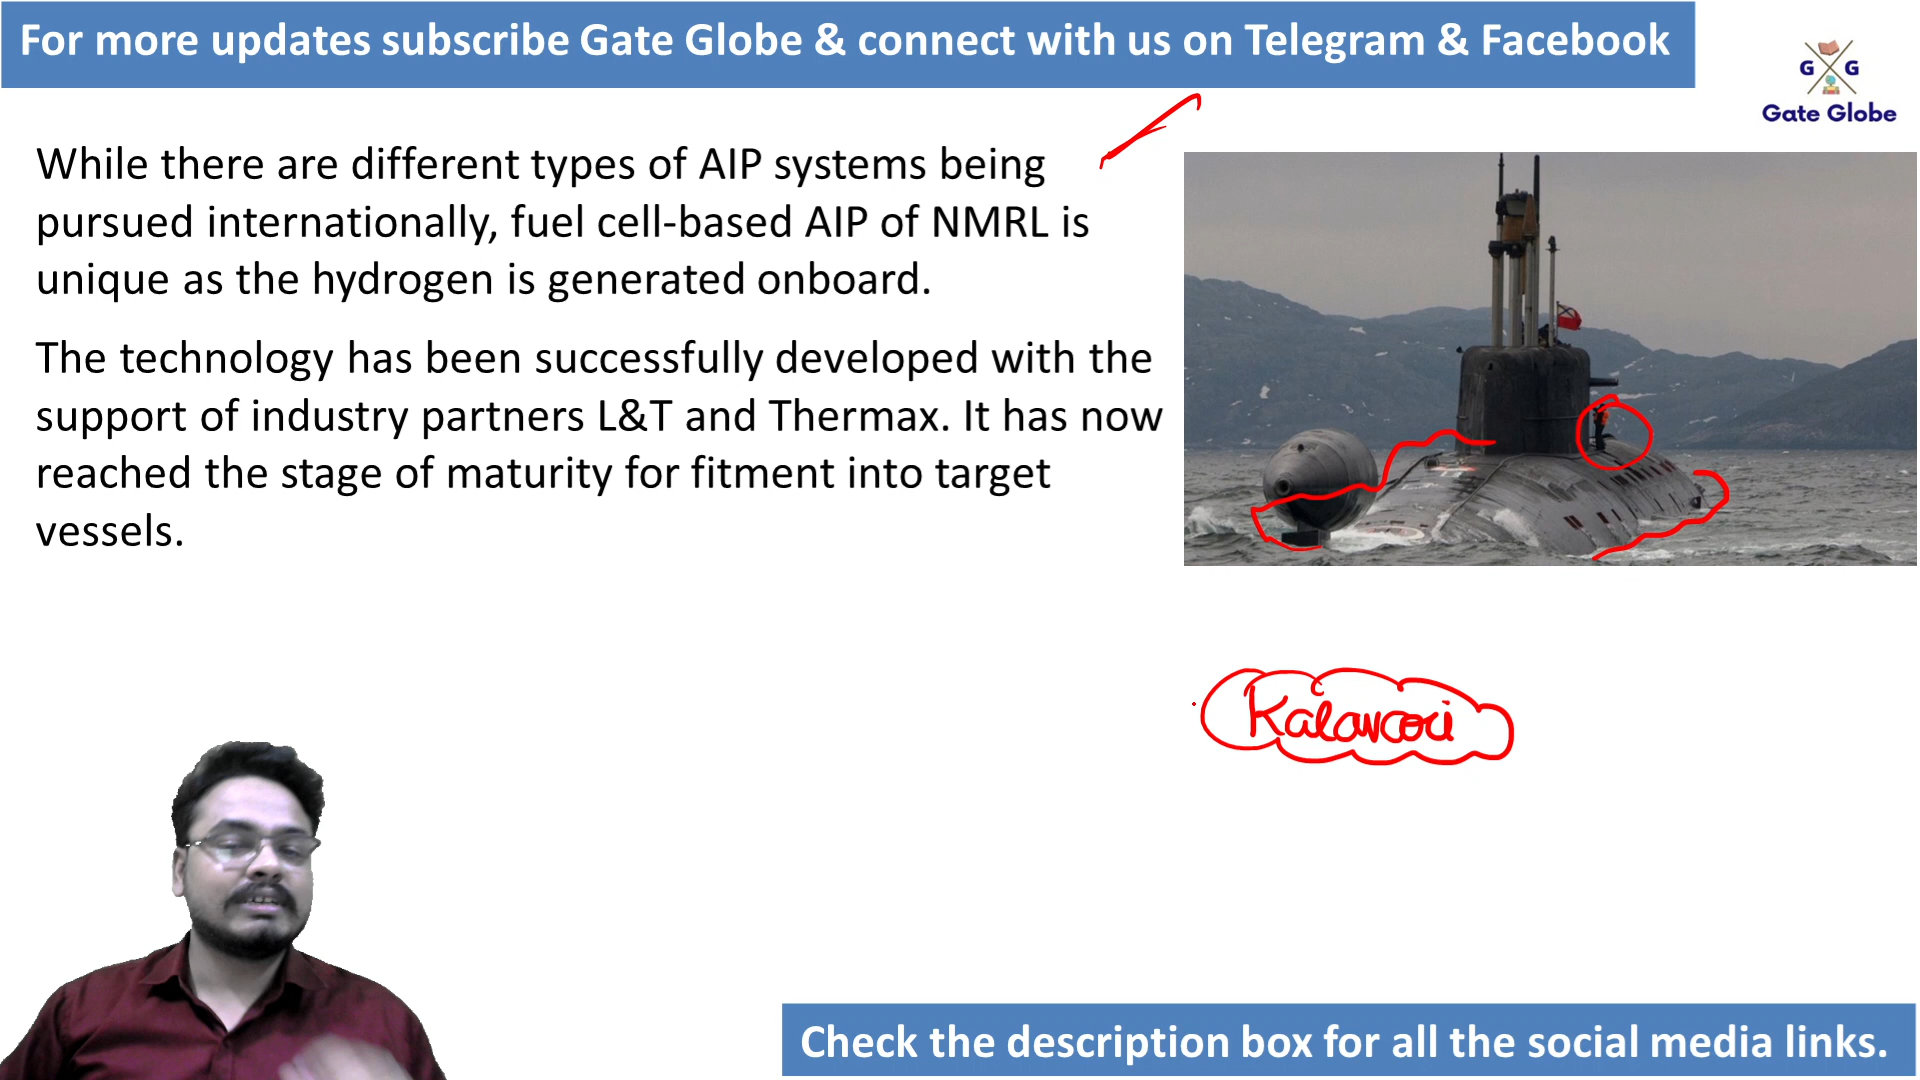 For more updates subscribe Gate Globe & connect with us on Telegram & Facebook
G G
Gate Globe
While there are different types of AIP systems being
pursued internationally, fuel cell-based AIP of NMRL is
unique as the hydrogen is generated onboard.
The technology has been successfully developed with the
support of industry partners L&T and Thermax. It has now
reached the stage of maturity for fitment into target
vessels.
Check the description box for all the social media links.